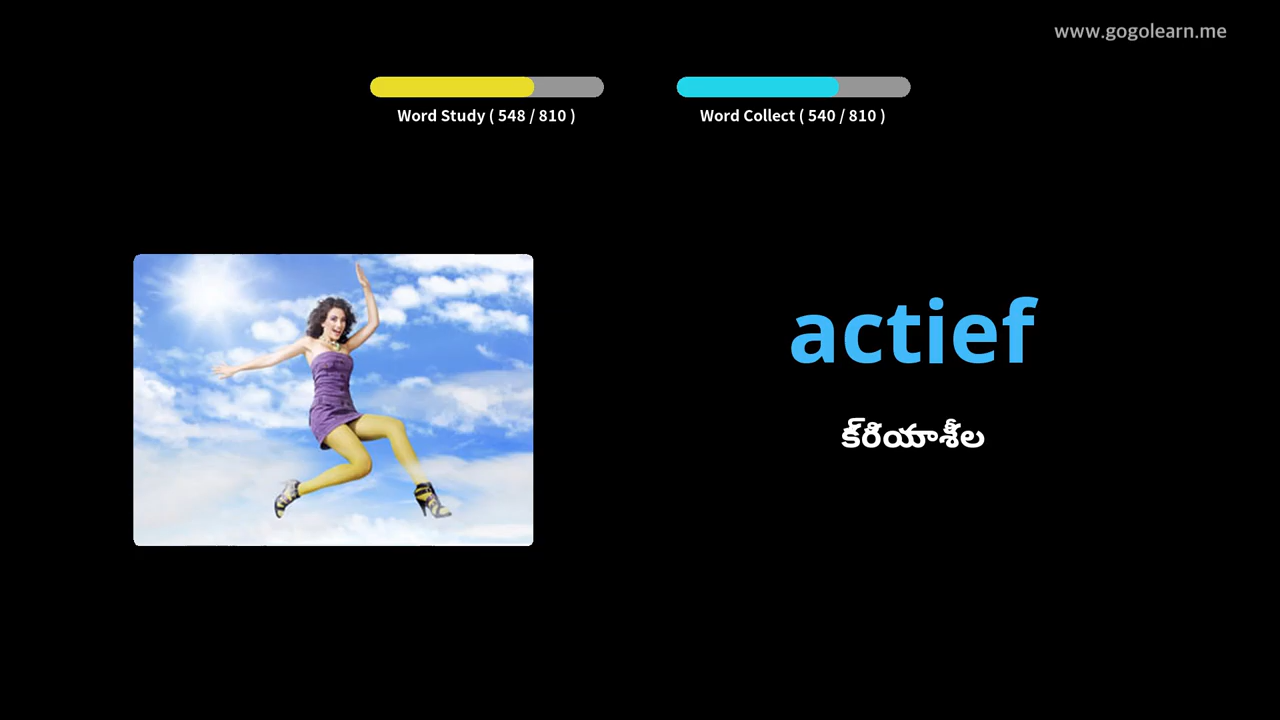 www.gogolearn.me
Word Study ( 548 / 810 )
Word Collect ( 540 / 810 )
actief
క్రియాశీల